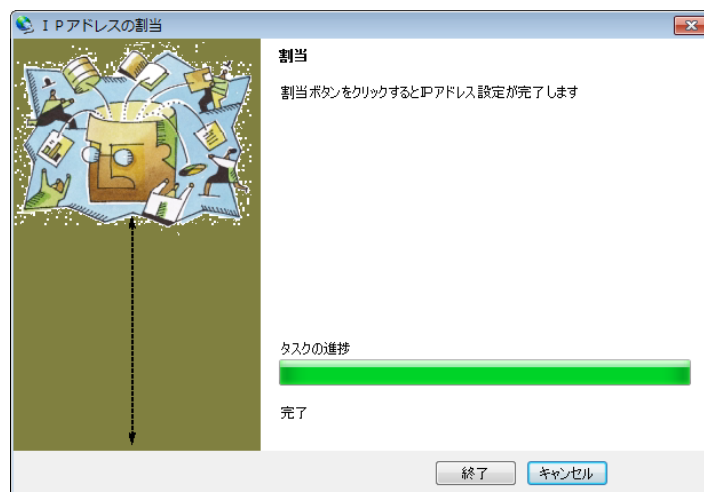 ＩＰアドレスの割当
割当
割当ボタンをクリックするとIPアドレス設定が完了します
タスクの進捗
完了
終了
キャンセル